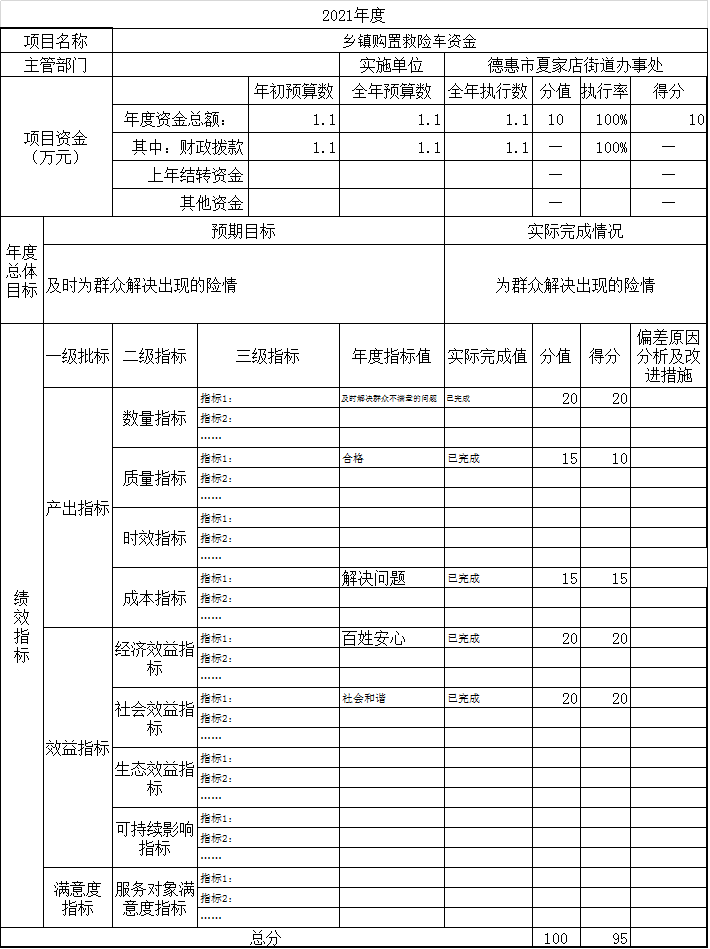 2021年度
项目名称 乡镇购置救险车资金
主管部门 实施单位 德惠市夏家店街道办事处
项目资金
（万元）
年初预算数 全年预算数 全年执行数 分值 执行率 得分
年度资金总额： 1.1 1.1 1.1 10 100% 10
其中：财政拨款 1.1 1.1 1.1 — 100% —
上年结转资金 — —
其他资金 — —
年度
总体
目标
预期目标 实际完成情况
及时为群众解决出现的险情 为群众解决出现的险情
绩
效
指
标
一级批标 二级指标 三级指标 年度指标值 实际完成值 分值 得分 偏差原因
分析及改
进措施
产出指标
数量指标
指标1： 及时解决群众不满意的问题 已完成 20 20
指标2：
……
质量指标
指标1： 合格 已完成 15 10
指标2：
……
时效指标
指标1：
指标2：
……
成本指标
指标1： 解决问题 已完成 15 15
指标2：
……
效益指标
经济效益指
标
指标1： 百姓安心 已完成 20 20
指标2：
……
社会效益指
标
指标1： 社会和谐 已完成 20 20
指标2：
……
生态效益指
标
指标1：
指标2：
……
可持续影响
指标
指标1：
指标2：
……
满意度
指标
服务对象满
意度指标
指标1：
指标2：
……
总分 100 95